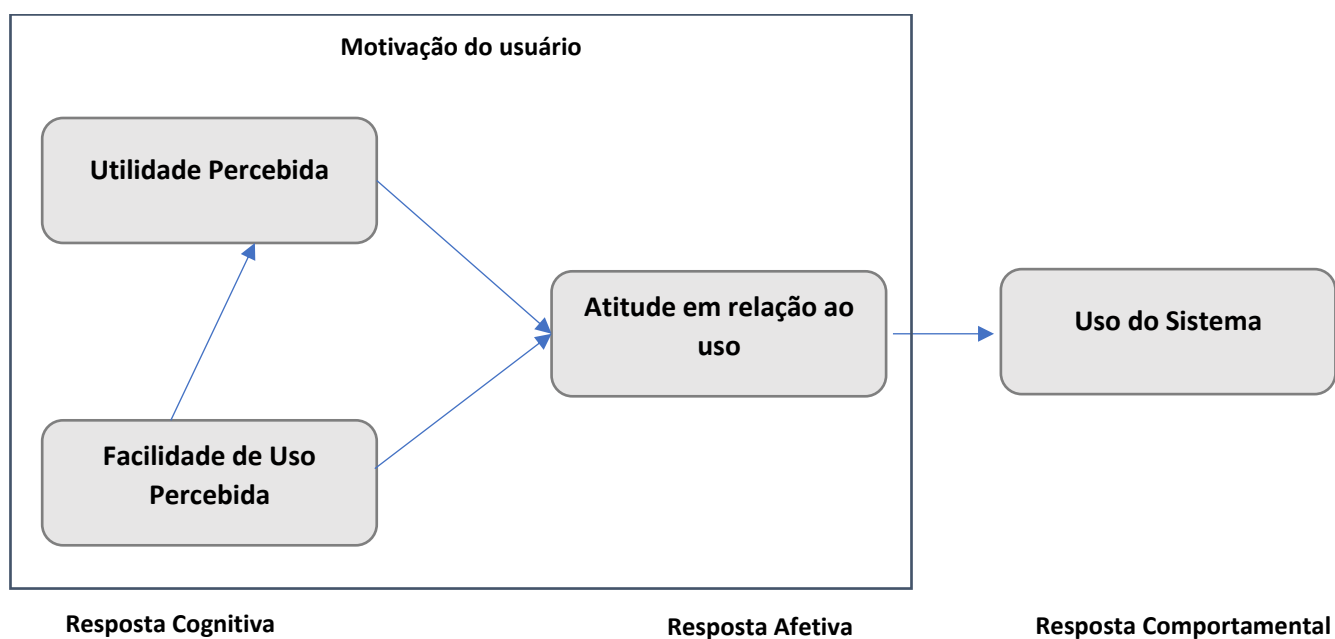 Motivação do usuário
Utilidade Percebida
Atitude em relação ao
uso
Uso do Sistema
Facilidade de Uso
Percebida
Resposta Cognitiva
Resposta Afetiva
Resposta Comportamental